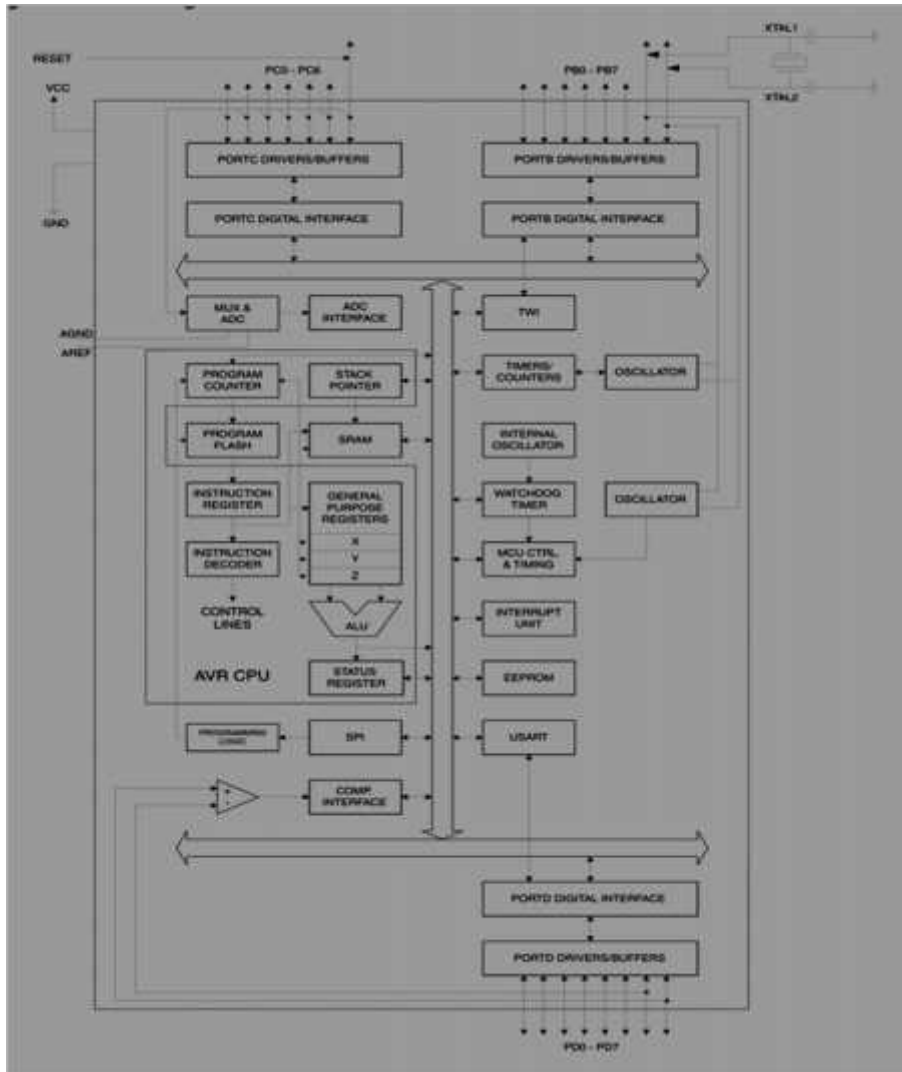 XTAL1
RESET
PC0 - PC6
PB0 - PB7
VCC
XTAL2
PORTC DRIVERS/BUFFERS
PORTB DRIVERS/BUFFERS
PORTC DIGITAL INTERFACE
PORTB DIGITAL INTERFACE
GND
MUX &
ADC
ADC
INTERFACE
TWI
AGND
AREF
PROGRAM
COUNTER
STACK
POINTER
TIMERS/
COUNTERS
OSCILLATOR
PROGRAM
FLASH
SRAM
INTERNAL
OSCILLATOR
INSTRUCTION
REGISTER
GENERAL
PURPOSE
REGISTERS
WATCHDOG
TIMER
OSCILLATOR
X
INSTRUCTION
DECODER
Y
MCU CTRL.
& TIMING
Z
CONTROL
LINES
ALU
INTERRUPT
UNIT
AVR CPU
STATUS
REGISTER
EEPROM
PROGRAMMING
LOGIC
SPI
USART
+
-
COMP.
INTERFACE
PORTD DIGITAL INTERFACE
PORTD DRIVERS/BUFFERS
PD0 - PD7